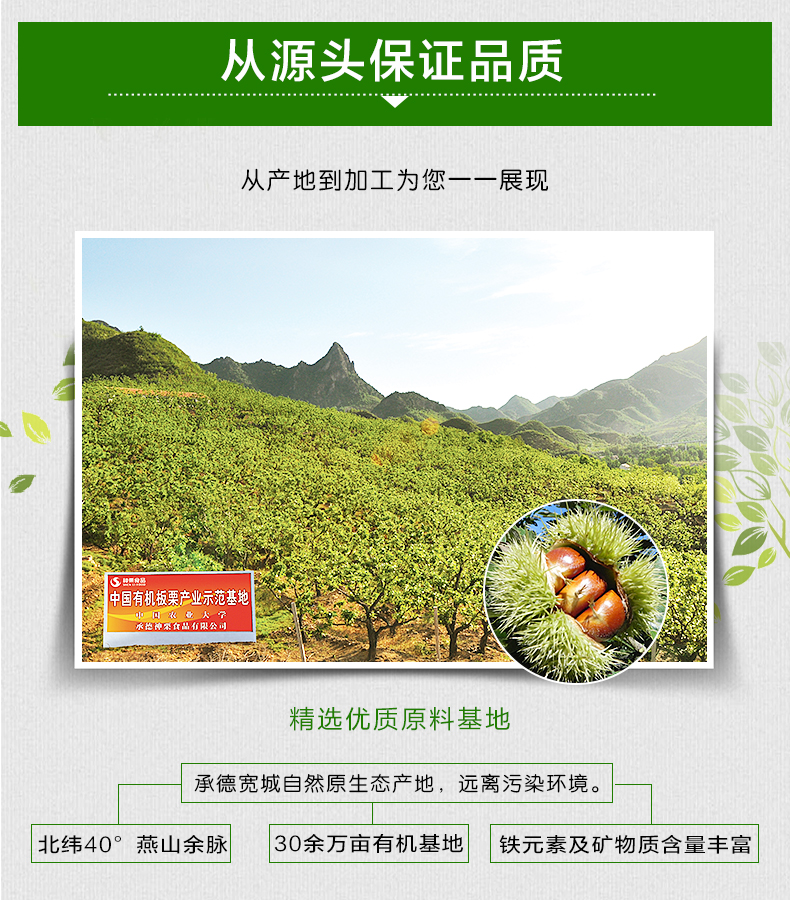 从源头保证品质
从产地到加工为您一一展现
神栗食品
中国有机板栗产业示范基地
中国农业大学
承德神栗食品有限公司
精选优质原料基地
承德宽城自然原生态产地，远离污染环境。
北纬40°燕山余脉
30余万亩有机基地
铁元素及矿物质含量丰富